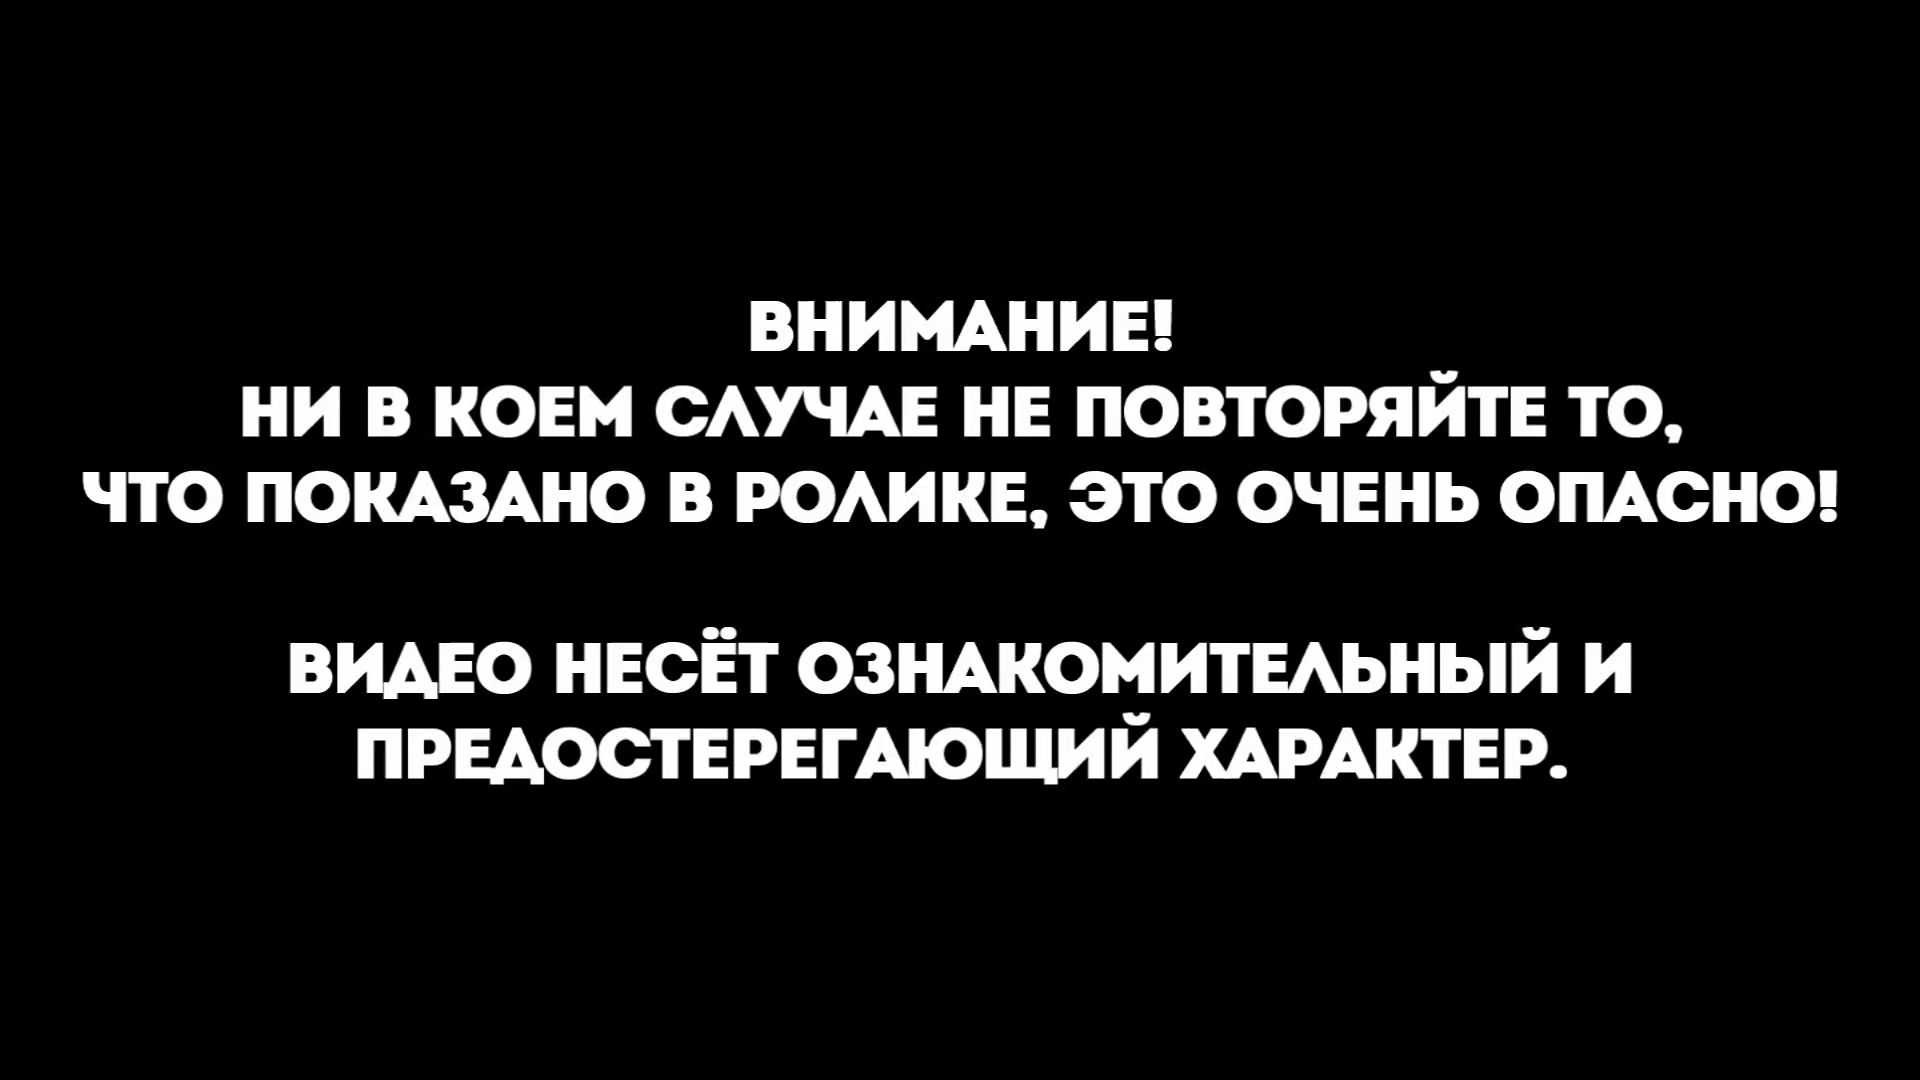 ВНИМАНИЕ!
НИ В КОЕМ СЛУЧАЕ НЕ ПОВТОРЯЙТЕ ТО,
ЧТО ПОКАЗАНО В РОЛИКЕ, ЭТО ОЧЕНЬ ОПАСНО!
ВИДЕО НЕСЁТ ОЗНАКОМИТЕЛЬНЫЙ И
ПРЕДОСТЕРЕГАЮЩИЙ ХАРАКТЕР.